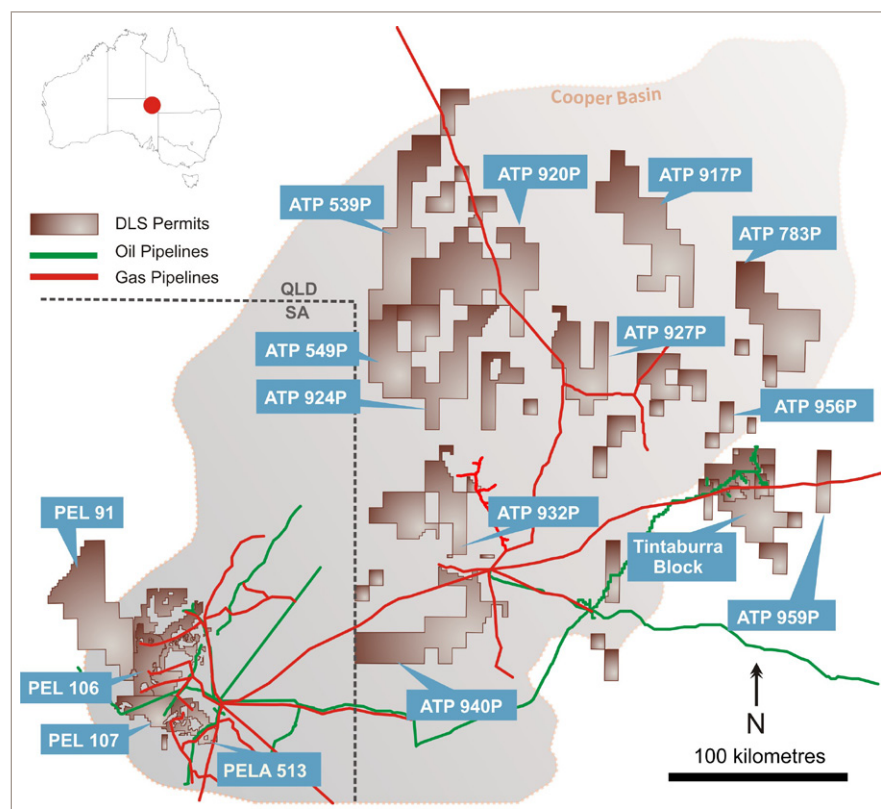 Cooper Basin
ATP 920P
ATP 917P
ATP 539P
DLS Permits
Oil Pipelines
Gas Pipelines
ATP 783P
QLD
SA
ATP 549P
ATP 927P
ATP 924P
ATP 956P
PEL 91
ATP 932P
Tintaburra
Block
ATP 959P
PEL 106
ATP 940P
PEL 107
PELA 513
N
100 kilometres